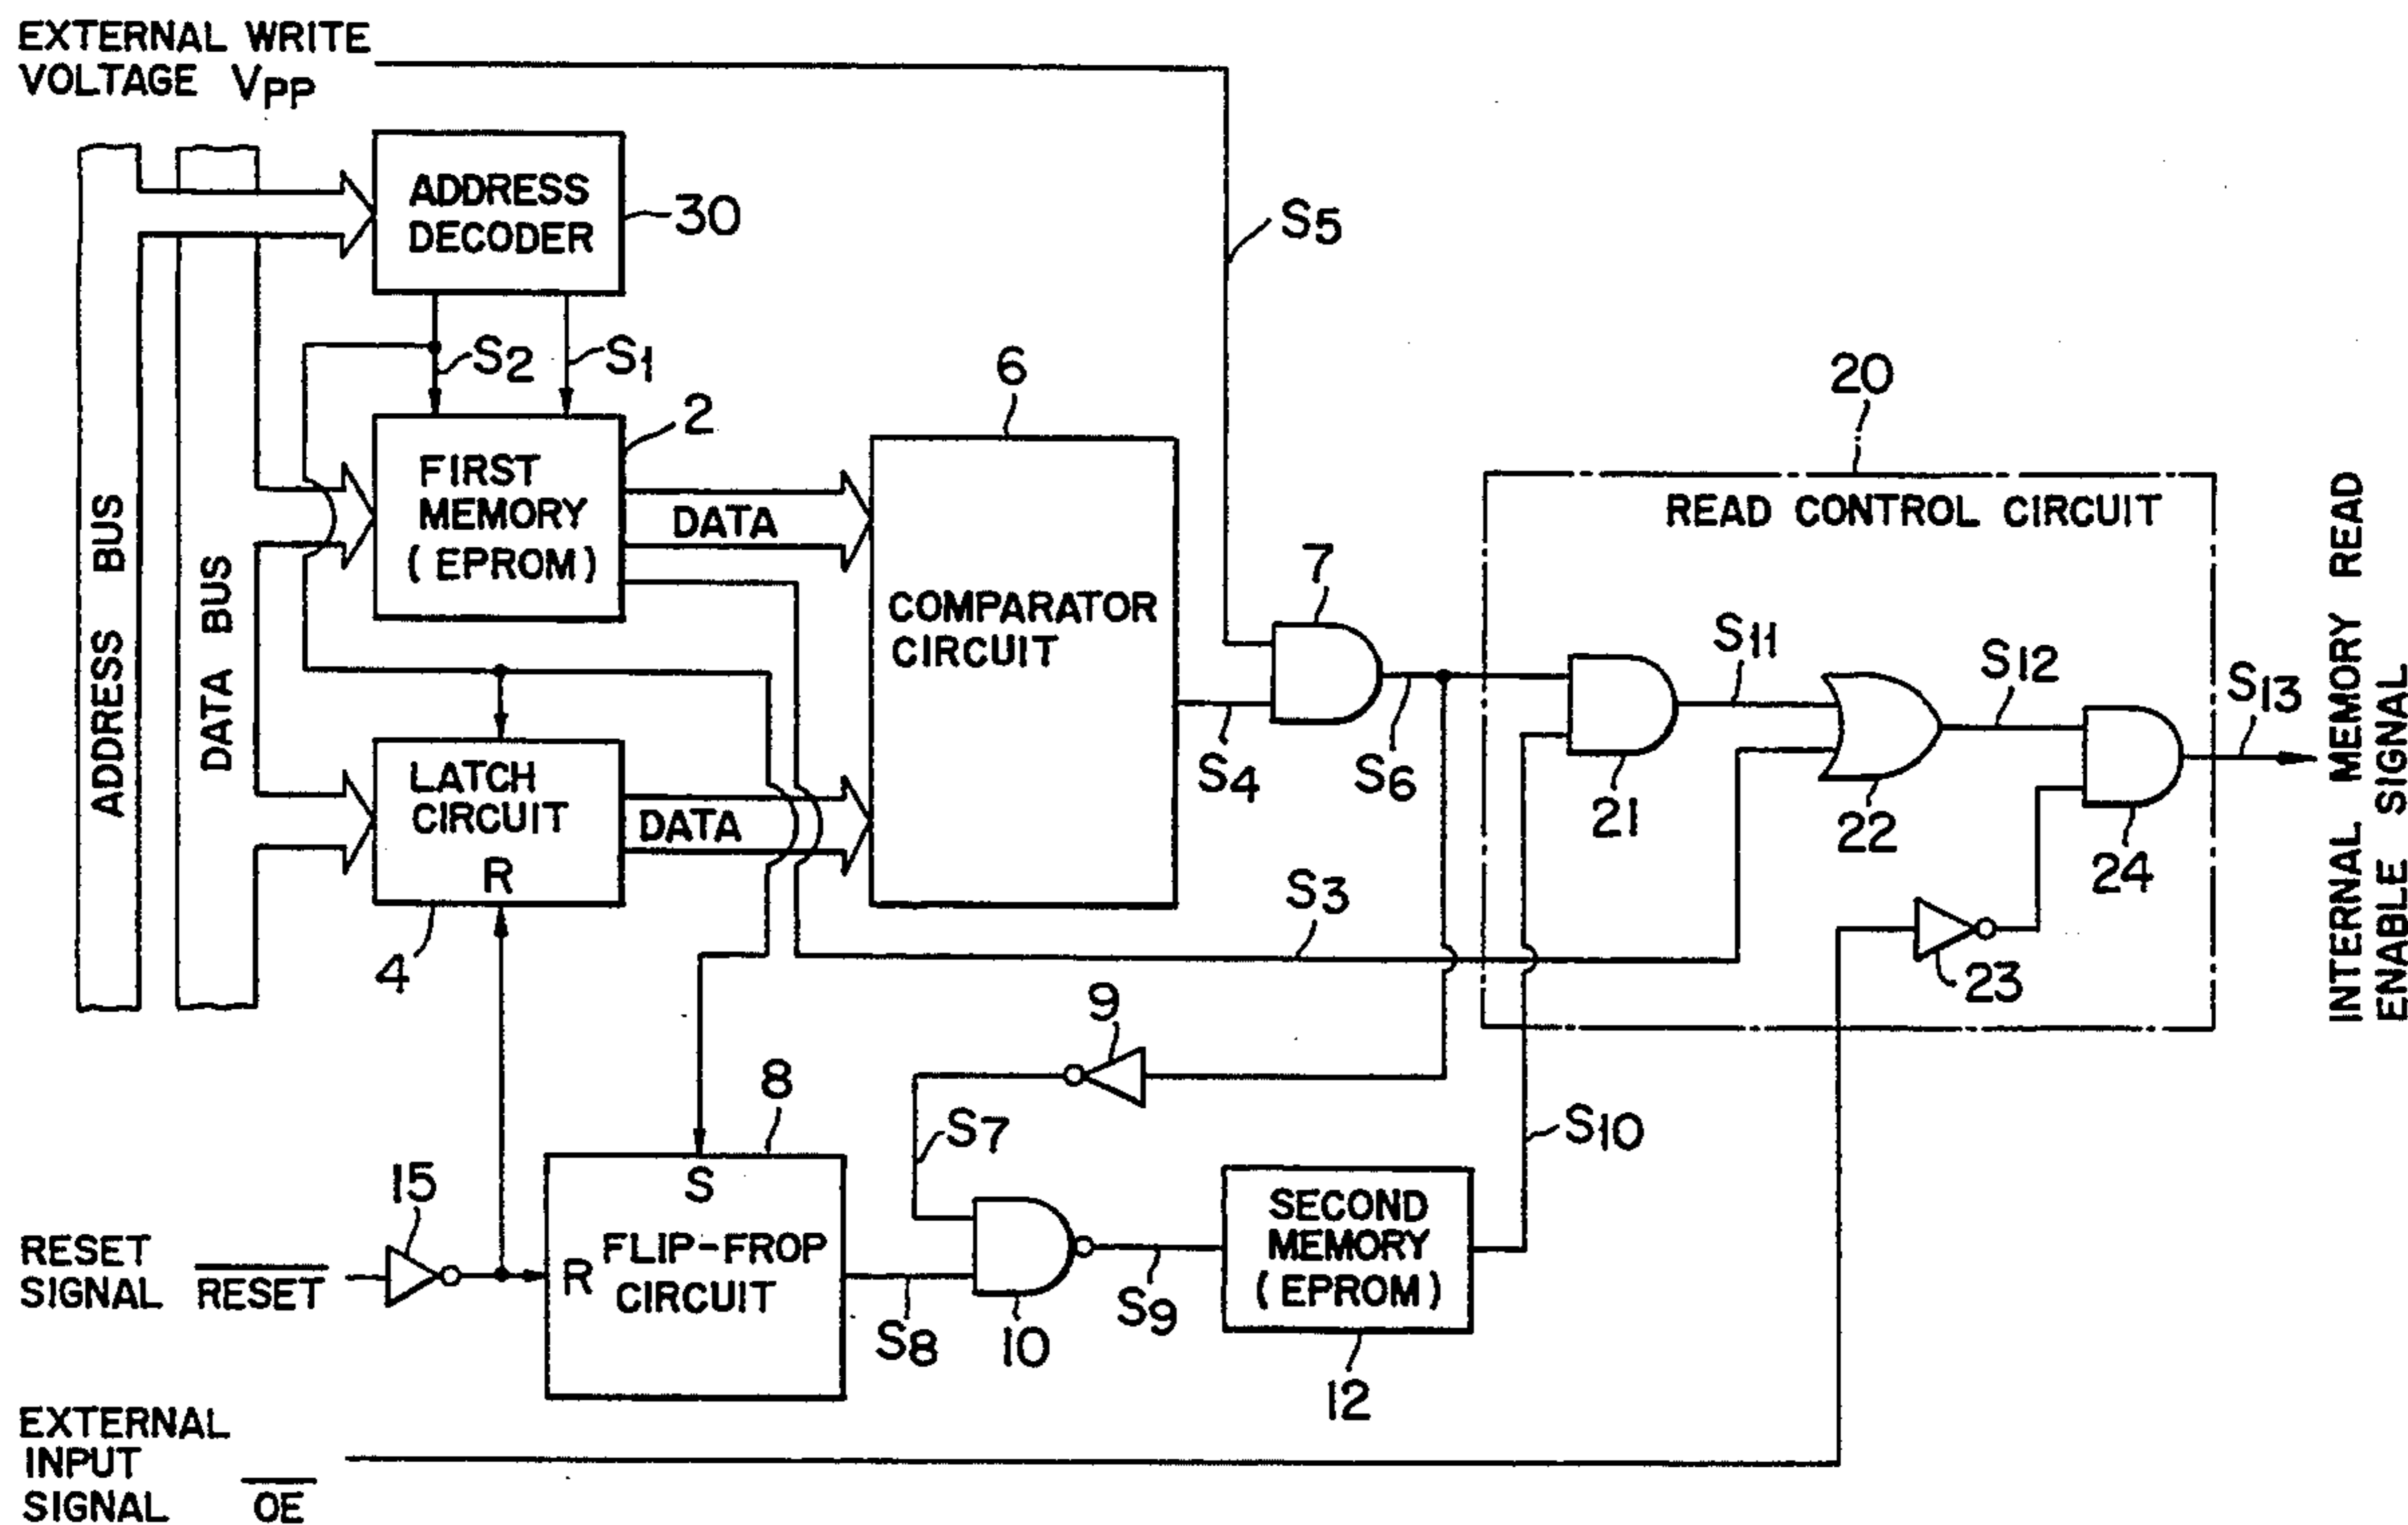 EXTERNAL WRITE
VOLTAGE VPP
ADDRESS
DECODER
30
S5
S2
S1
2
6
20
FIRST
MEMORY
(EPROM)
DATA
READ CONTROL CIRCUIT
ADDRESS BUS
DATA BUS
COMPARATOR
CIRCUIT
7
S11
S12
S13
INTERNAL MEMORY READ
ENABLE SIGNAL
LATCH
CIRCUIT
R
DATA
S4
S6
21
22
24
4
S3
23
9
8
S7
S10
15
S
RESET
SIGNAL RESET
R
FLIP-FROP
CIRCUIT
S8
10
S9
SECOND
MEMORY
(EPROM)
12
EXTERNAL
INPUT
SIGNAL OE